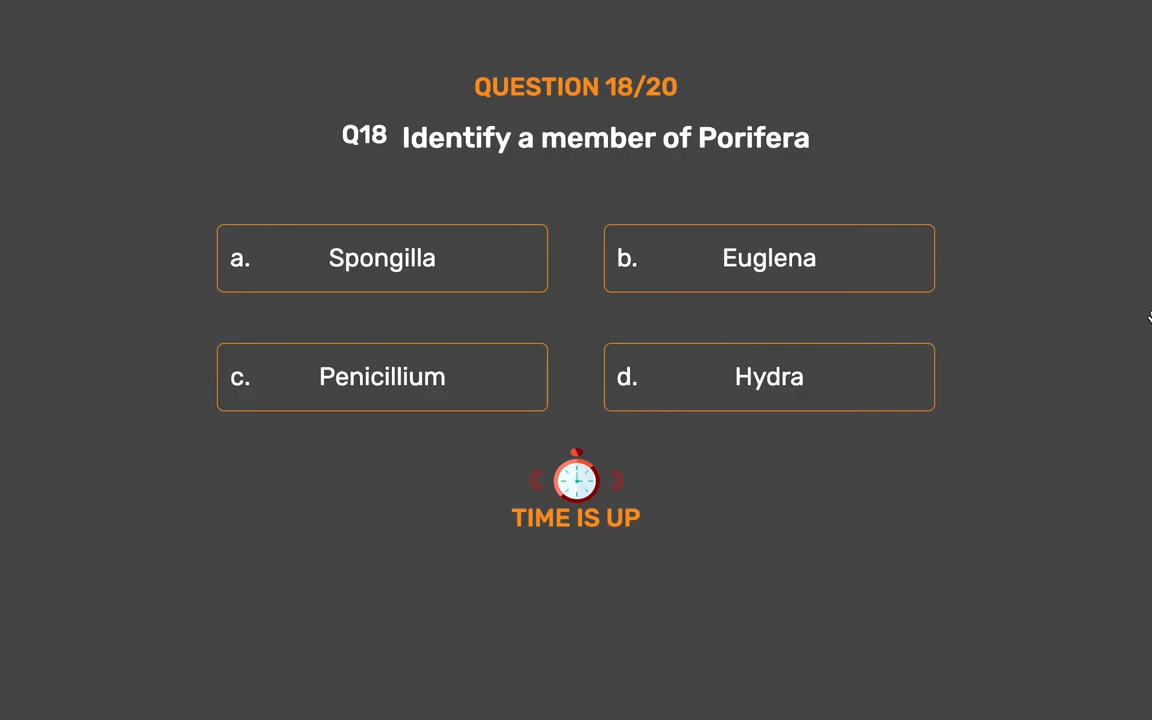 QUESTION 18/20
Q18 Identify a member of Porifera
a. Spongilla
b. Euglena
c. Penicillium
d. Hydra
TIME IS UP